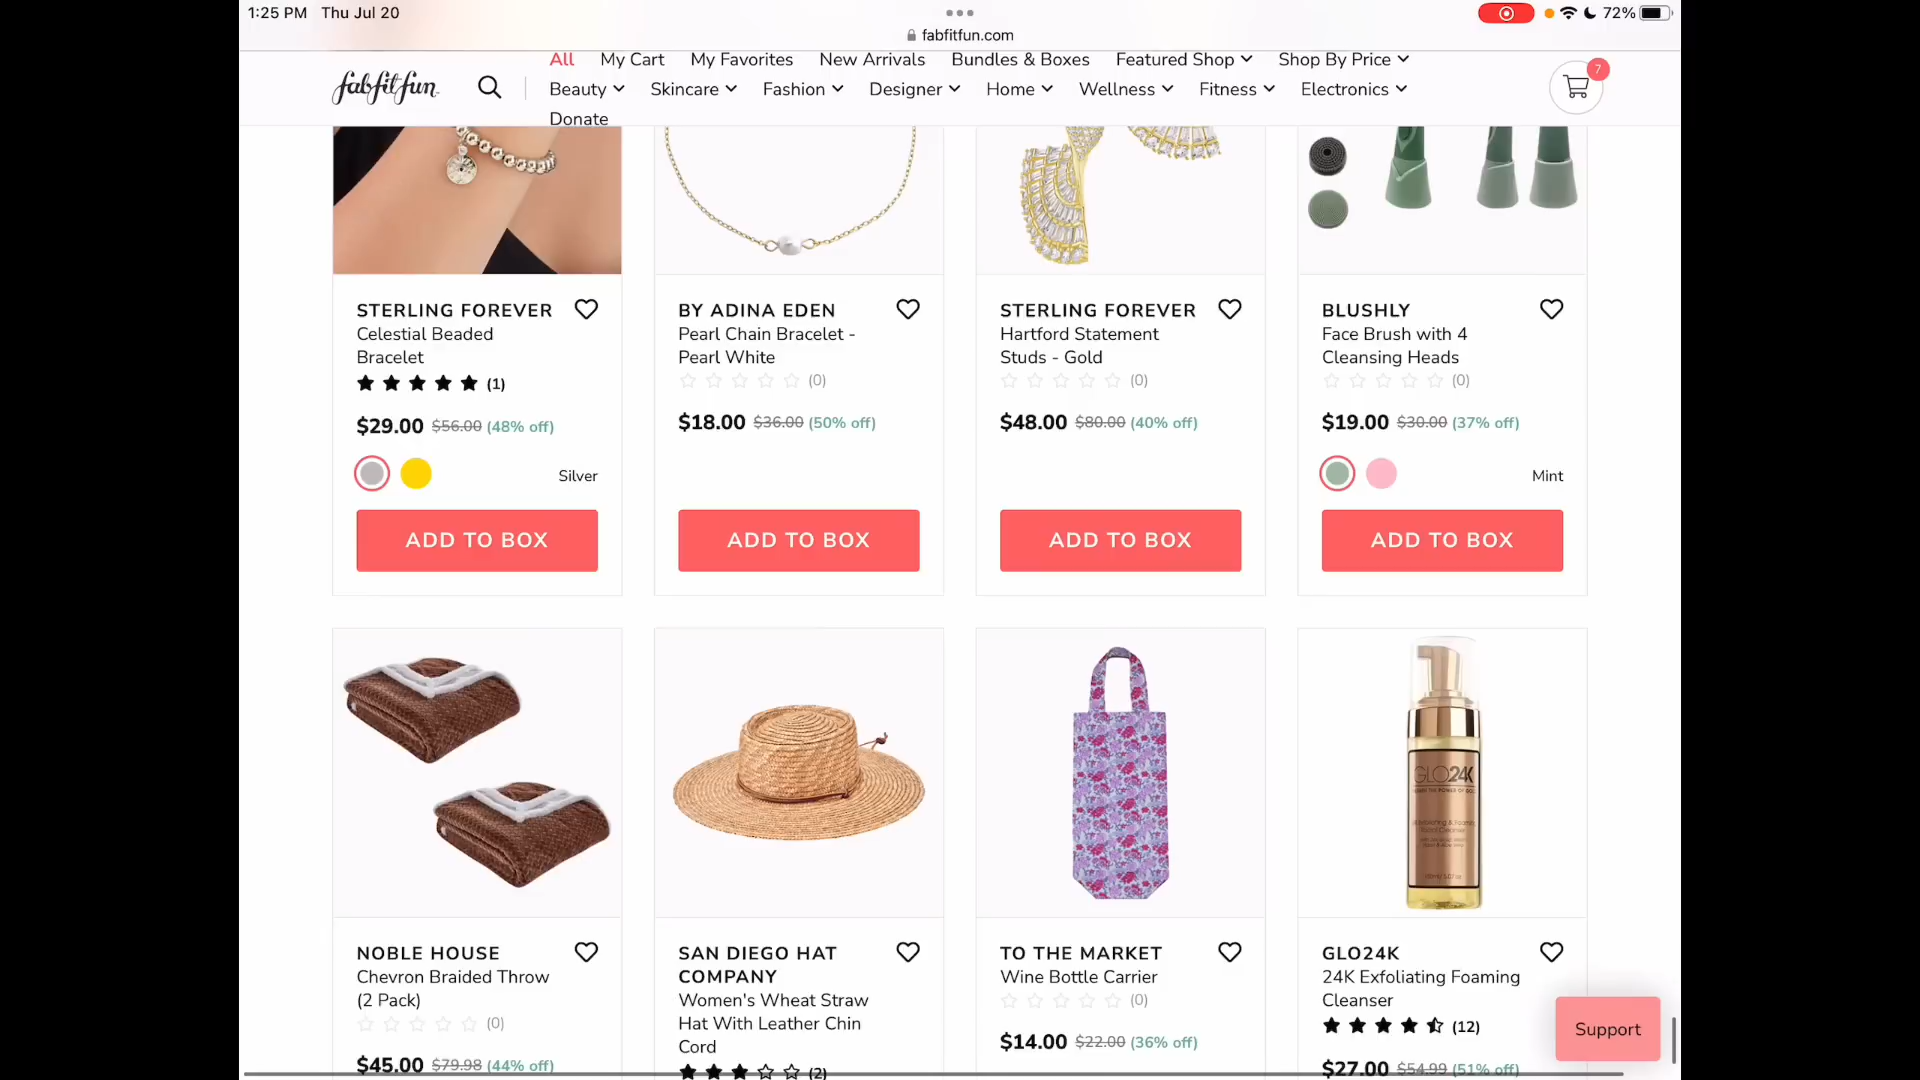 1:25 PM Thu Jul 20
72%
fabfitfun.com
fabfitfun
All My Cart My Favorites New Arrivals Bundles & Boxes Featured Shop Shop By Price
Beauty Skincare Fashion Designer Home Wellness Fitness Electronics
Donate
7
STERLING FOREVER
Celestial Beaded
Bracelet
(1)
$29.00 $56.00 (48% off)
Silver
ADD TO BOX
BY ADINA EDEN
Pearl Chain Bracelet -
Pearl White
(0)
$18.00 $36.00 (50% off)
ADD TO BOX
STERLING FOREVER
Hartford Statement
Studs - Gold
(0)
$48.00 $80.00 (40% off)
ADD TO BOX
BLUSHLY
Face Brush with 4
Cleansing Heads
(0)
$19.00 $30.00 (37% off)
Mint
ADD TO BOX
NOBLE HOUSE
Chevron Braided Throw
(2 Pack)
(0)
$45.00 $79.98 (44% off)
SAN DIEGO HAT
COMPANY
Women's Wheat Straw
Hat With Leather Chin
Cord
(2)
TO THE MARKET
Wine Bottle Carrier
(0)
$14.00 $22.00 (36% off)
GLO24K
GLO24K
24K Exfoliating Foaming
Cleanser
(12)
$27.00 $54.99 (51% off)
Support